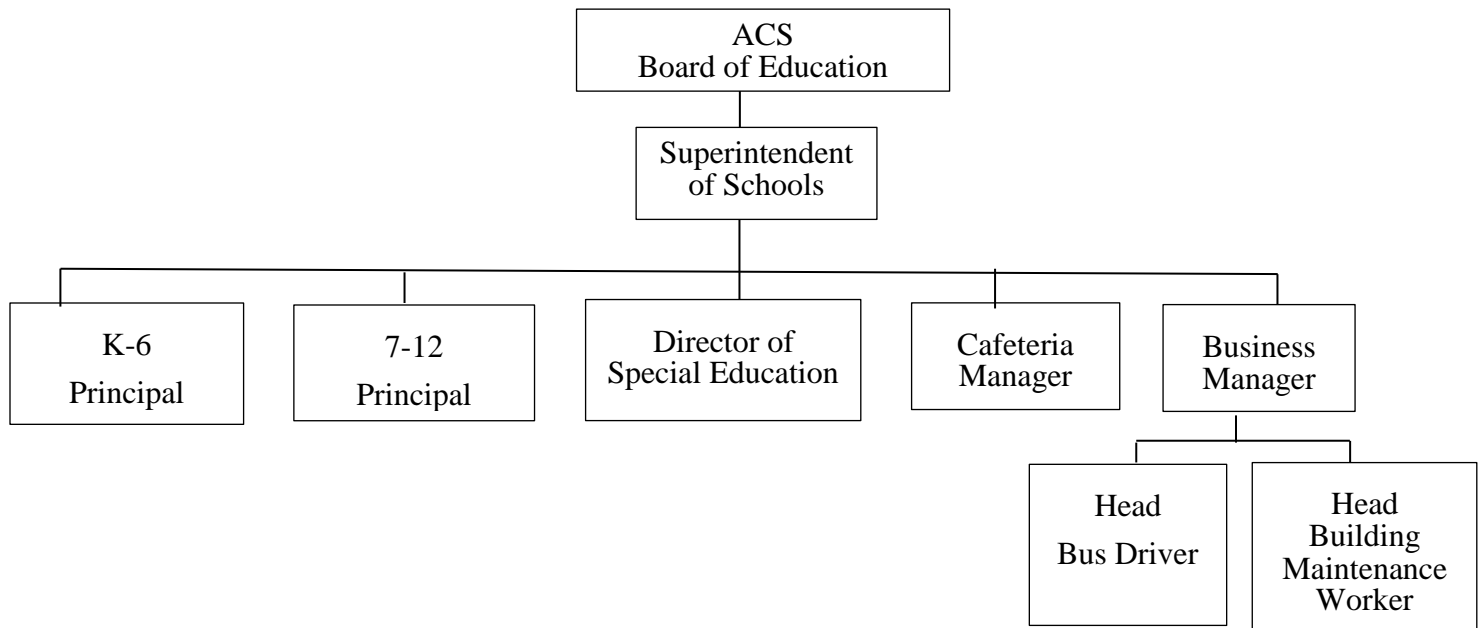 ACS
Board of Education
Superintendent
of Schools
K-6
Principal
7-12
Principal
Director of
Special Education
Cafeteria
Manager
Business
Manager
Head
Bus Driver
Head
Building
Maintenance
Worker